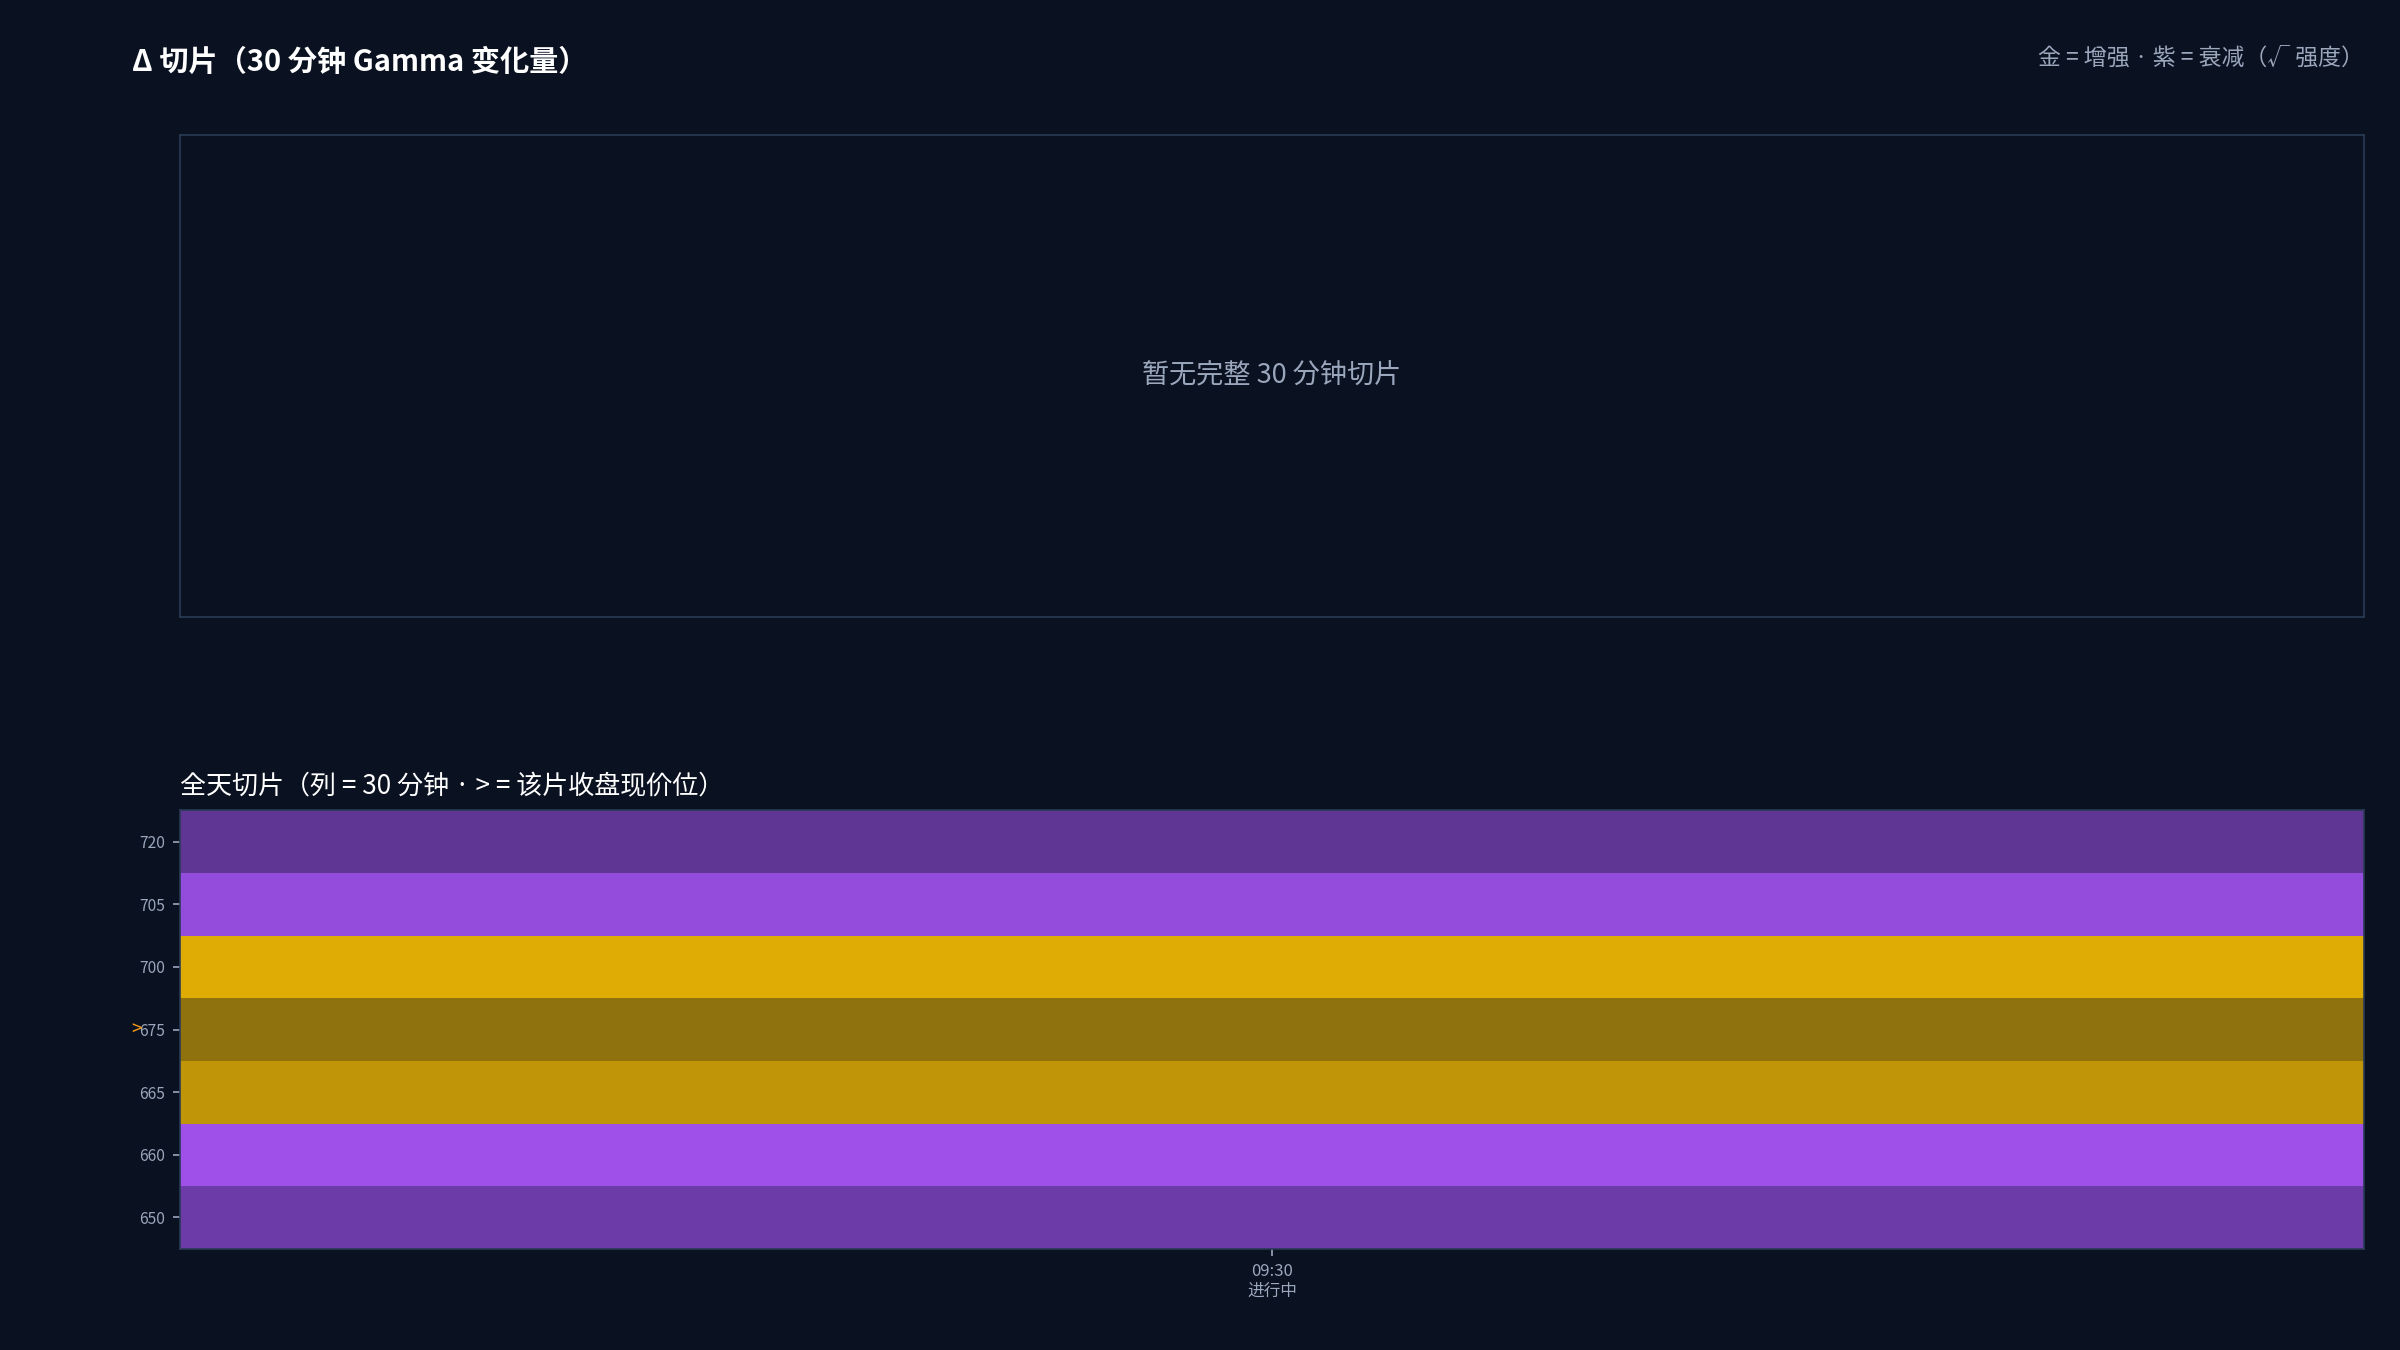 Δ 切片（30 分钟 Gamma 变化量）
金 = 增强 · 紫 = 衰减（√ 强度）
暂无完整 30 分钟切片
全天切片（列 = 30 分钟 · > = 该片收盘现价位）
720
705
700
>675
665
660
650
09:30
进行中